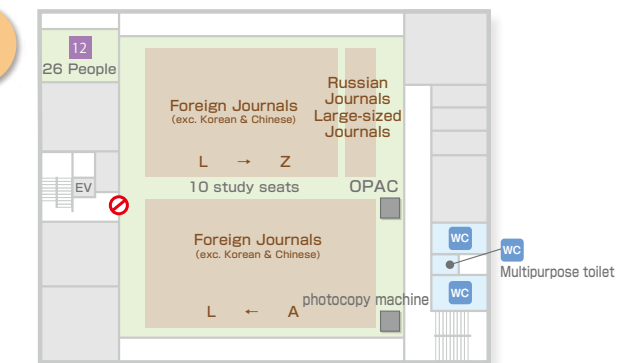 12
26 People
Foreign Journals
(exc. Korean & Chinese)
L → Z
Russian
Journals
Large-sized
Journals
EV
10 study seats
OPAC
Foreign Journals
(exc. Korean & Chinese)
L ← A
photocopy machine
WC
WC
WC
Multipurpose toilet